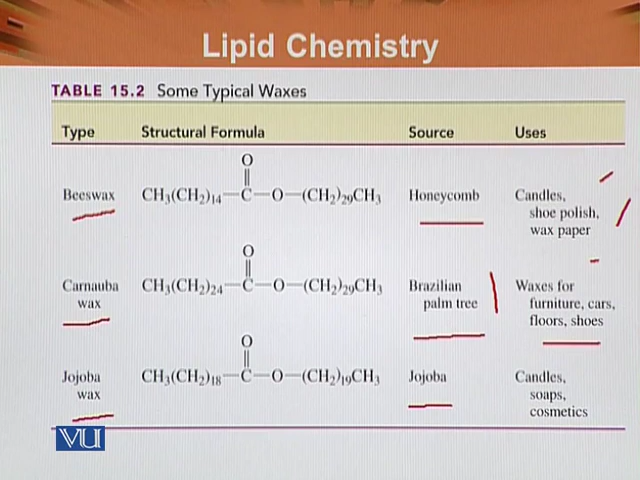 Lipid Chemistry
TABLE 15.2 Some Typical Waxes
Type Structural Formula Source Uses
O
||
Beeswax CH₃(CH₂)₁₄—C—O—(CH₂)₂₉CH₃ Honeycomb Candles,
shoe polish,
wax paper
O
||
Carnauba CH₃(CH₂)₂₄—C—O—(CH₂)₂₉CH₃ Brazilian Waxes for
wax palm tree furniture, cars,
floors, shoes
O
||
Jojoba CH₃(CH₂)₁₈—C—O—(CH₂)₁₉CH₃ Jojoba Candles,
wax soaps,
cosmetics
VU